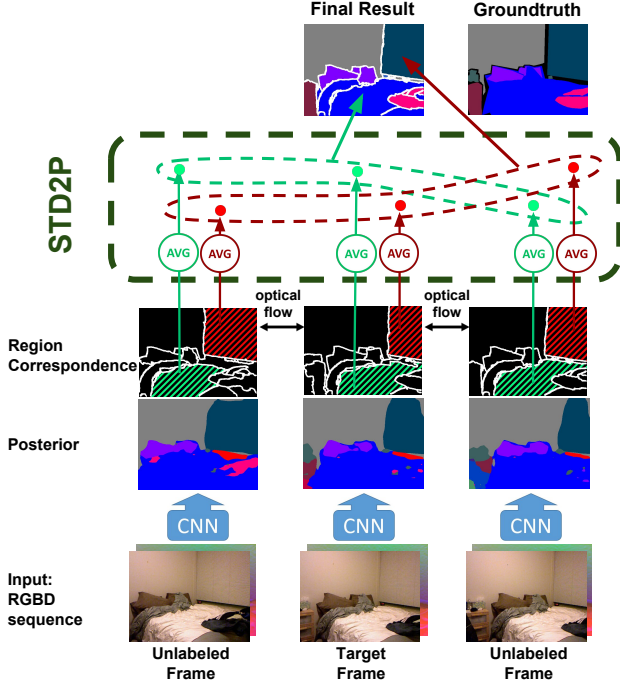 Final Result
Groundtruth
STD2P
AVG
AVG
AVG
AVG
AVG
AVG
optical
flow
optical
flow
Region
Correspondence
Posterior
CNN
CNN
CNN
Input:
RGBD
sequence
Unlabeled
Frame
Target
Frame
Unlabeled
Frame